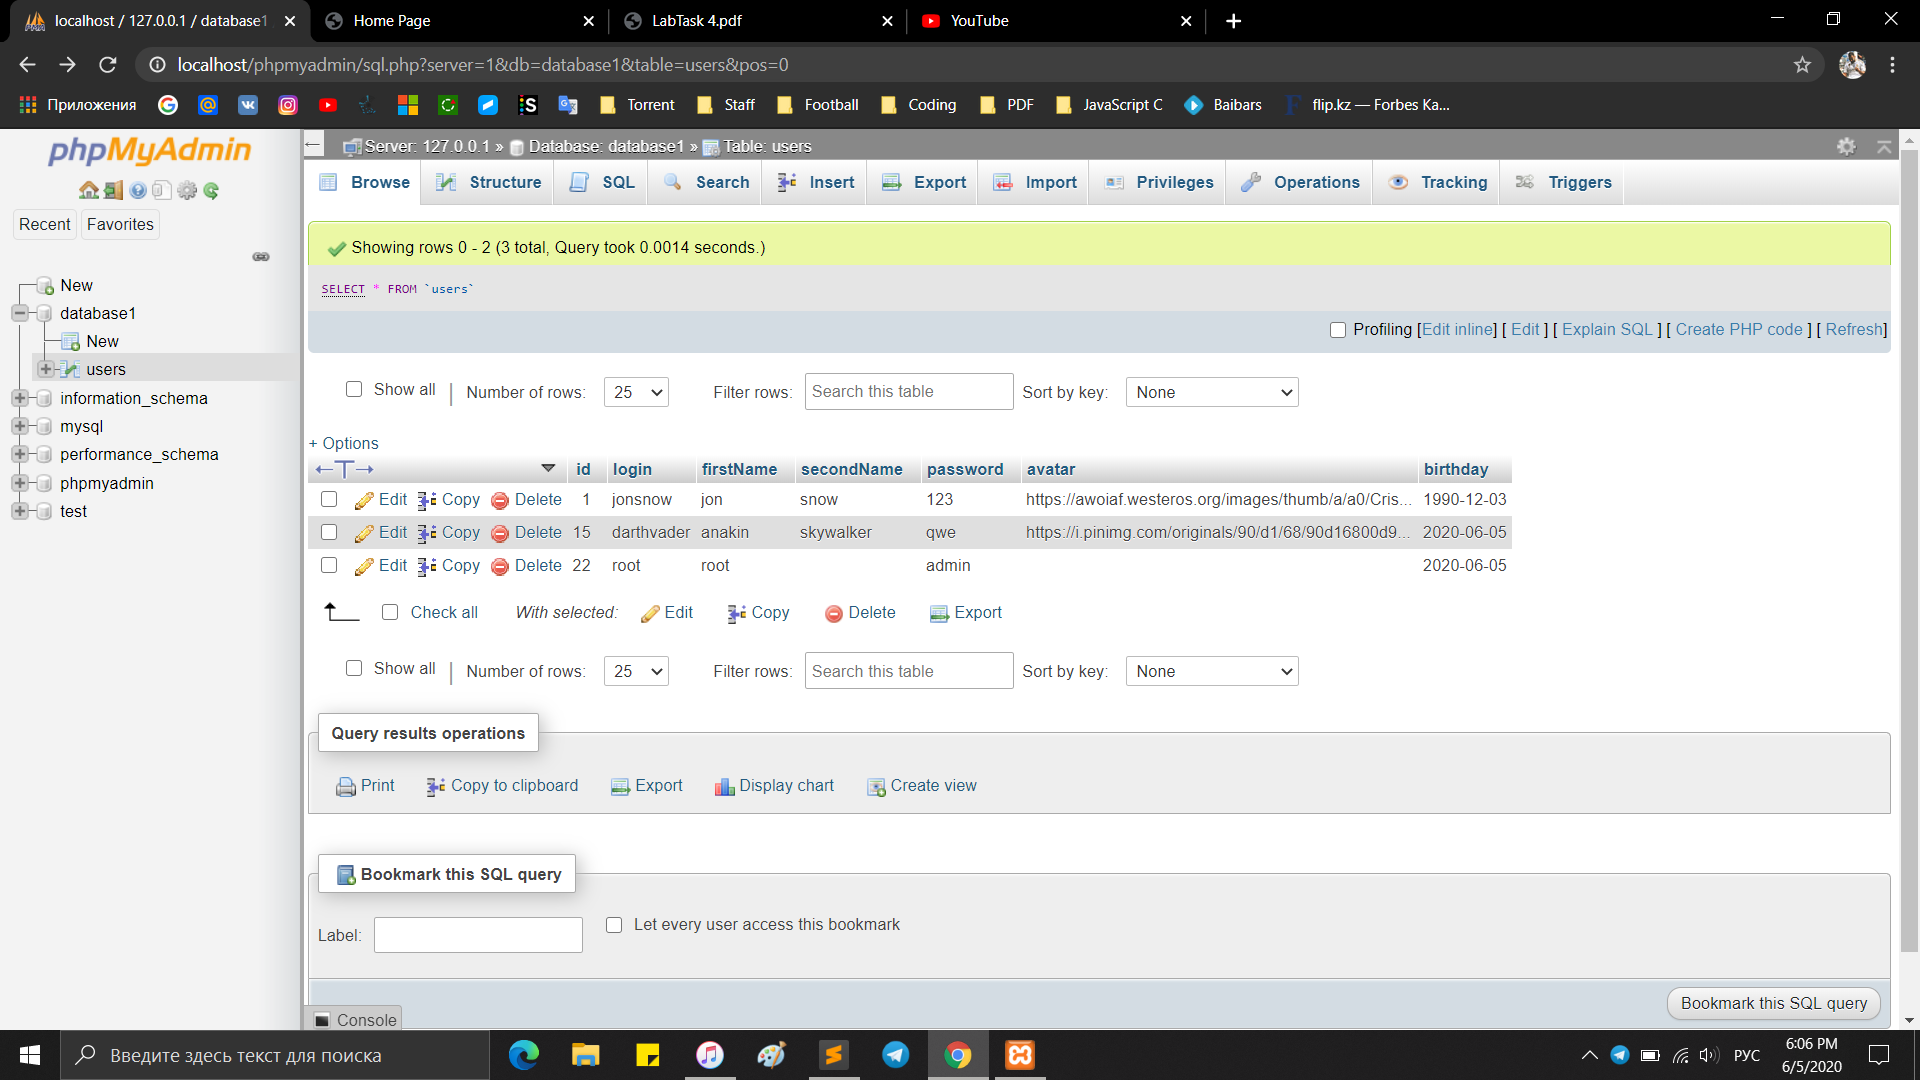 localhost / 127.0.0.1 / database1
Home Page
LabTask 4.pdf
YouTube
localhost/phpmyadmin/sql.php?server=1&db=database1&table=users&pos=0
Приложения
Torrent
Staff
Football
Coding
PDF
JavaScript C
Baibars
flip.kz — Forbes Ka...
phpMyAdmin
Recent
Favorites
New
database1
New
users
information_schema
mysql
performance_schema
phpmyadmin
test
Server: 127.0.0.1 » Database: database1 » Table: users
Browse
Structure
SQL
Search
Insert
Export
Import
Privileges
Operations
Tracking
Triggers
Showing rows 0 - 2 (3 total, Query took 0.0014 seconds.)
SELECT * FROM `users`
Profiling [Edit inline] [ Edit ] [ Explain SQL ] [ Create PHP code ] [ Refresh]
Show all | Number of rows: 25 Filter rows: Search this table Sort by key: None
+ Options
←T→ id login firstName secondName password avatar birthday
Edit Copy Delete 1 jonsnow jon snow 123 https://awoiaf.westeros.org/images/thumb/a/a0/Cris... 1990-12-03
Edit Copy Delete 15 darthvader anakin skywalker qwe https://i.pinimg.com/originals/90/d1/68/90d16800d9... 2020-06-05
Edit Copy Delete 22 root root admin 2020-06-05
Check all With selected: Edit Copy Delete Export
Show all | Number of rows: 25 Filter rows: Search this table Sort by key: None
Query results operations
Print Copy to clipboard Export Display chart Create view
Bookmark this SQL query
Label: Let every user access this bookmark
Bookmark this SQL query
Console
Введите здесь текст для поиска
РУС
6:06 PM
6/5/2020